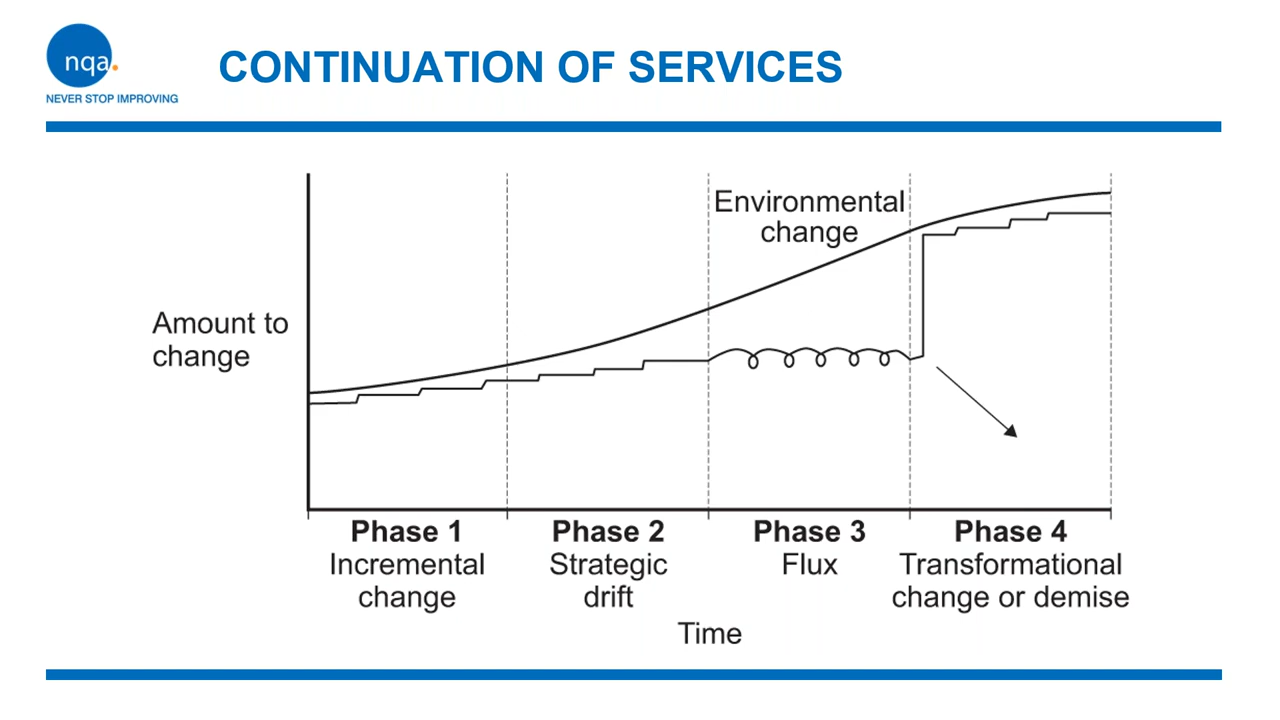 nqa.
NEVER STOP IMPROVING
CONTINUATION OF SERVICES
Environmental
change
Amount to
change
Phase 1
Incremental
change
Phase 2
Strategic
drift
Phase 3
Flux
Phase 4
Transformational
change or demise
Time